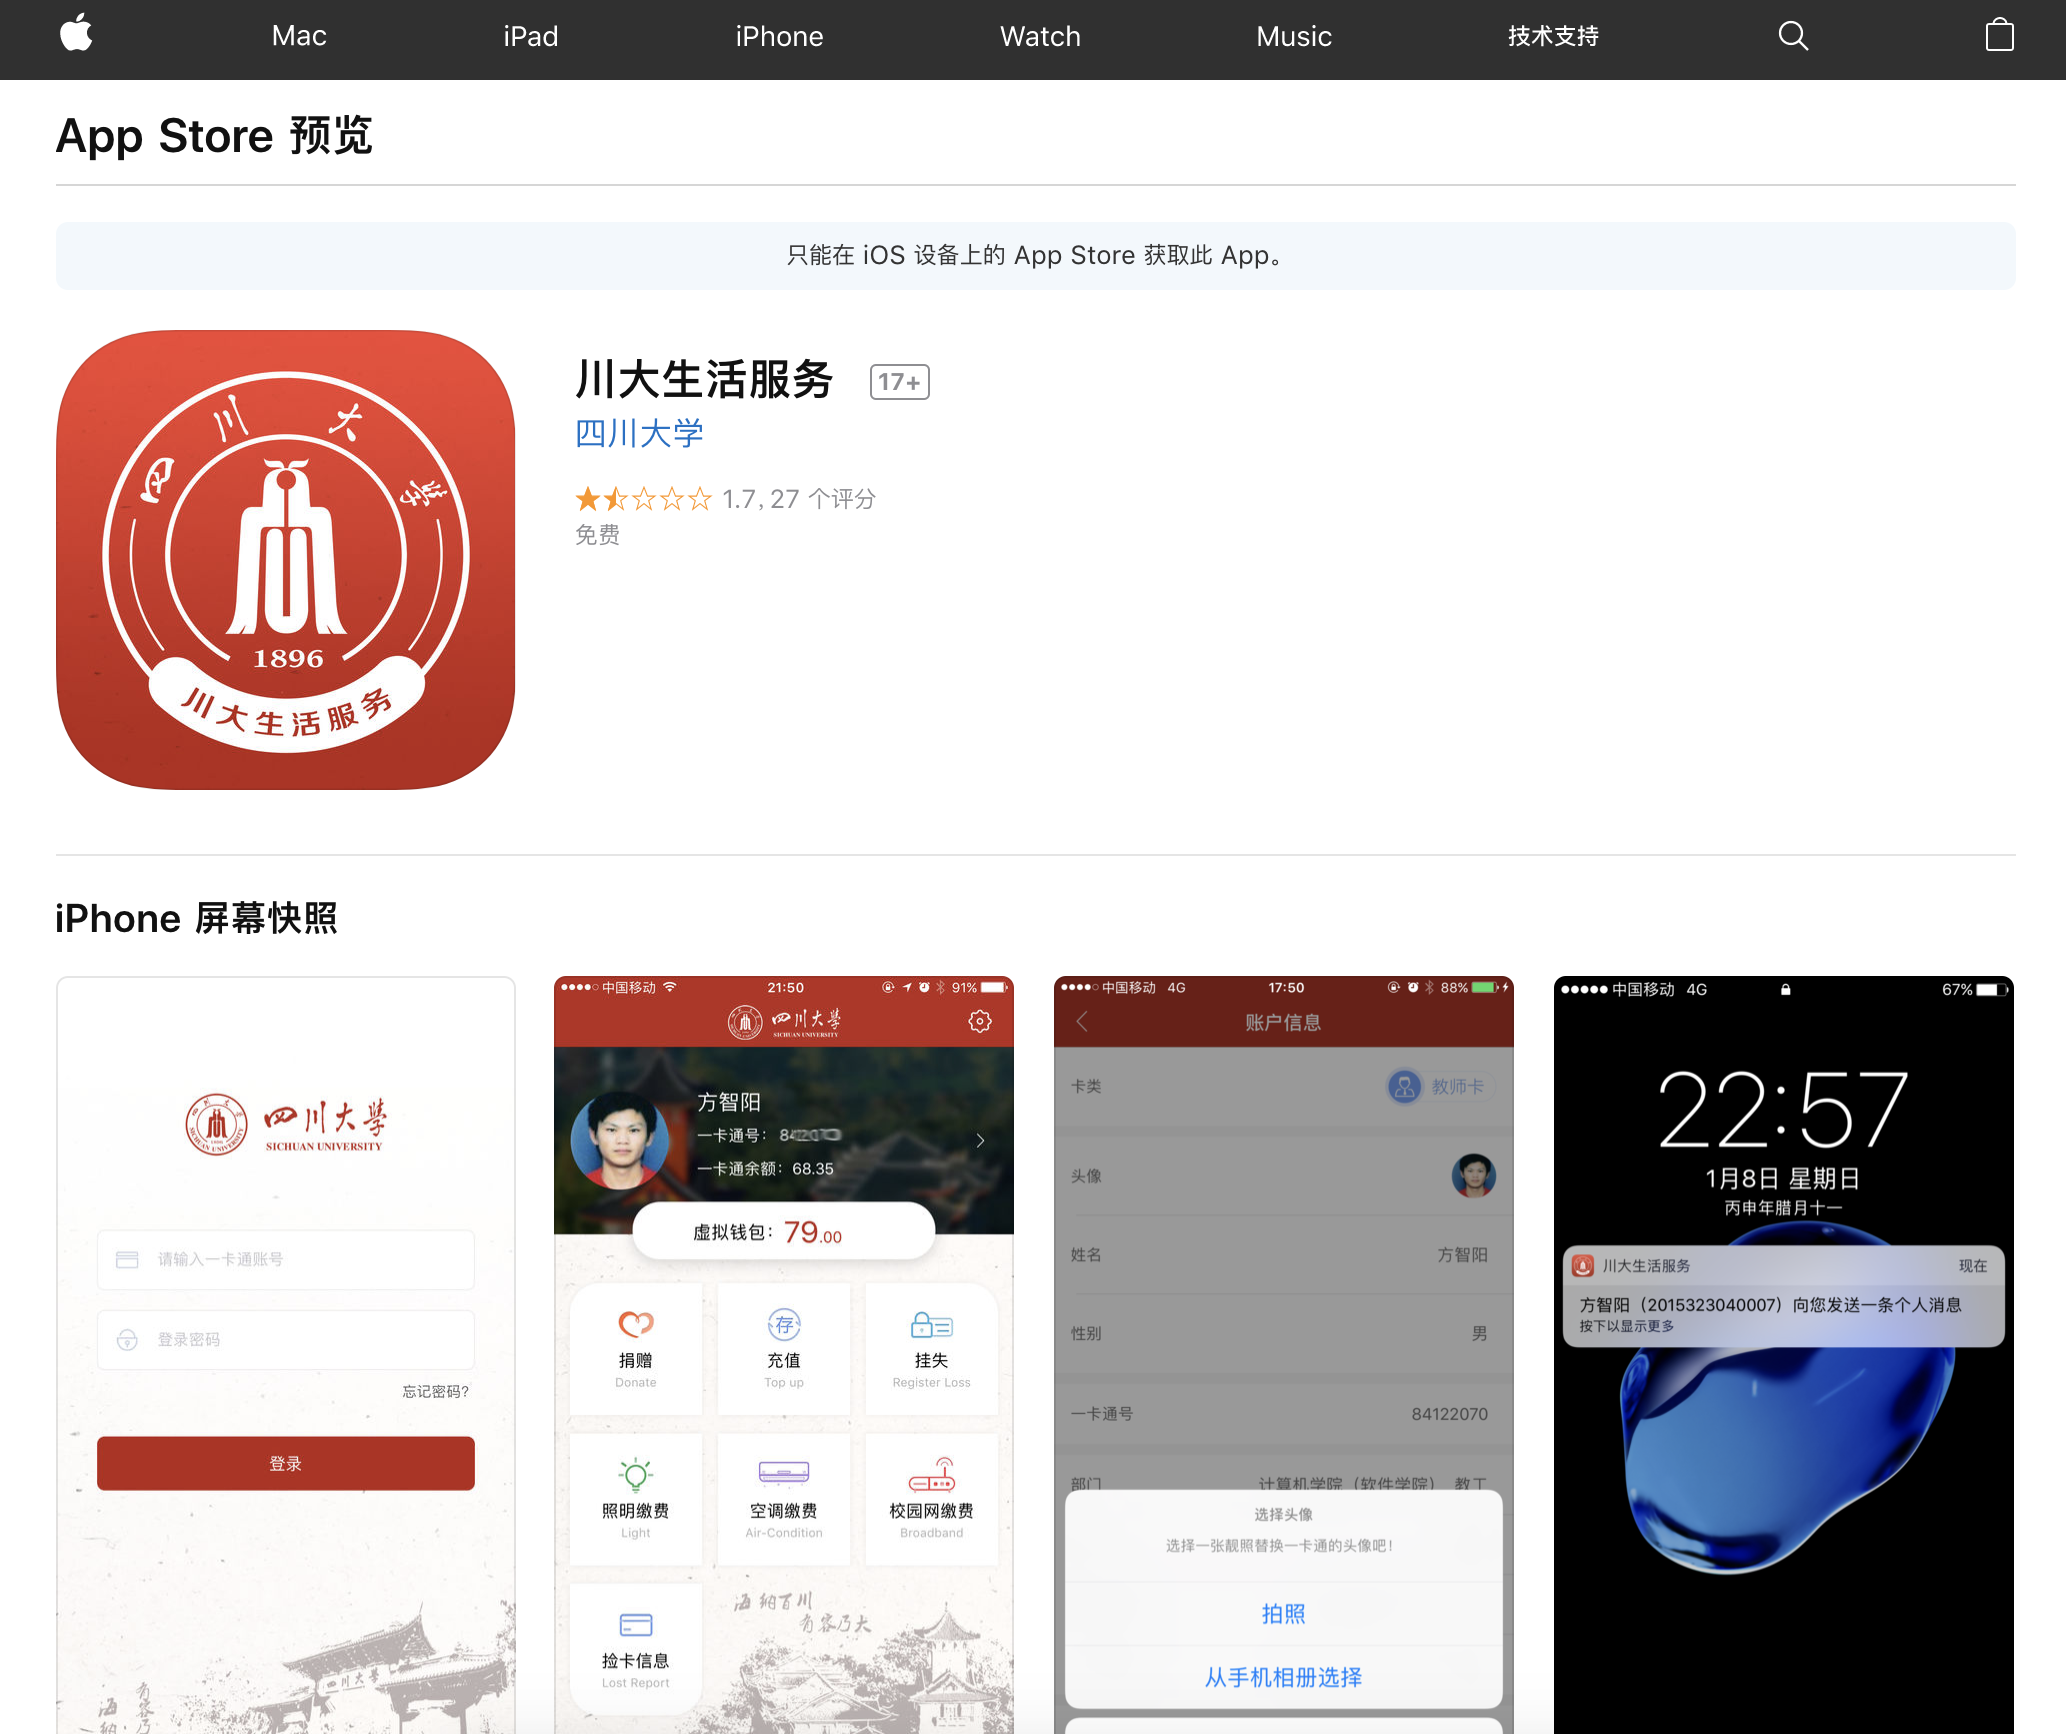 Mac iPad iPhone Watch Music 技术支持
App Store 预览
只能在 iOS 设备上的 App Store 获取此 App。
四川大学
1896
川大生活服务
川大生活服务 17+
四川大学
1.7, 27 个评分
免费
iPhone 屏幕快照
四川大學
SICHUAN UNIVERSITY
请输入一卡通账号
登录密码
忘记密码?
登录
四川大學
海纳
有容乃
中国移动 21:50 91%
四川大學
SICHUAN UNIVERSITY
方智阳
一卡通号：
一卡通余额：68.35
虚拟钱包：79.00
捐赠 存 充值 挂失
Donate Top up Register Loss
照明缴费 空调缴费 校园网缴费
Light Air-Condition Broadband
捡卡信息
Lost Report
海纳百川
有容乃大
中国移动 4G 17:50 88%
账户信息
卡类 教师卡
头像
姓名 方智阳
性别 男
一卡通号 84122070
部门 计算机学院（软件学院） 教工
选择头像
选择一张靓照替换一卡通的头像吧！
拍照
从手机相册选择
中国移动 4G 67%
22:57
1月8日 星期日
丙申年腊月十一
川大生活服务 现在
方智阳（2015323040007）向您发送一条个人消息
按下以显示更多